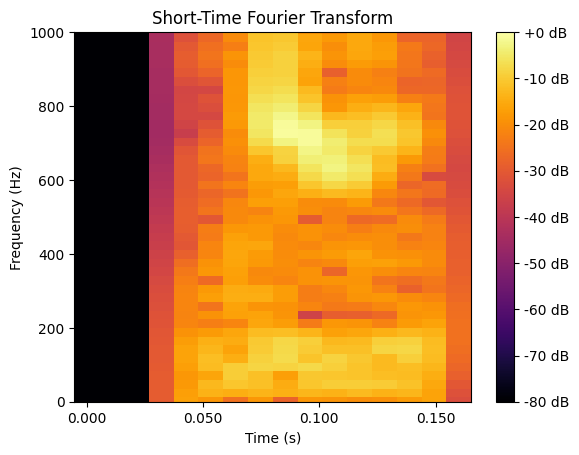 Short-Time Fourier Transform
1000
800
600
400
200
0
Frequency (Hz)
0.000
0.050
0.100
0.150
Time (s)
+0 dB
-10 dB
-20 dB
-30 dB
-40 dB
-50 dB
-60 dB
-70 dB
-80 dB